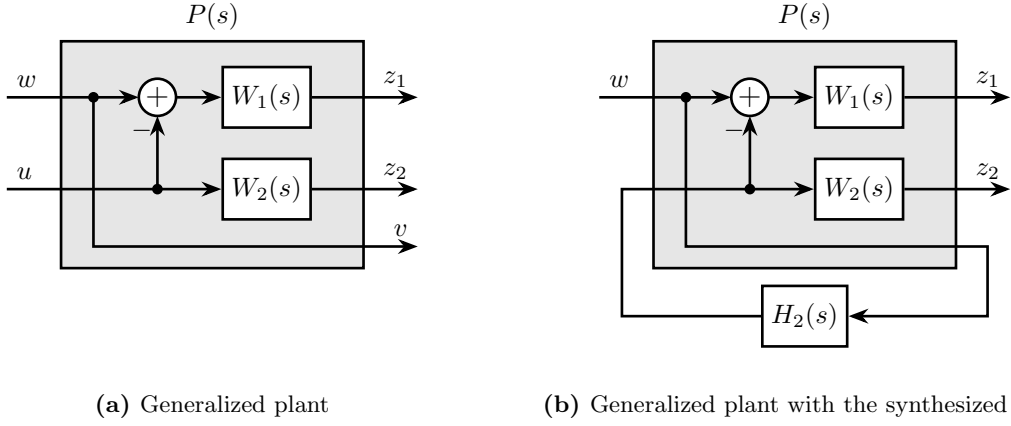 P(s)
w
+
W₁(s)
z₁
−
u
W₂(s)
z₂
v
(a) Generalized plant
P(s)
w
+
W₁(s)
z₁
−
W₂(s)
z₂
H₂(s)
(b) Generalized plant with the synthesized